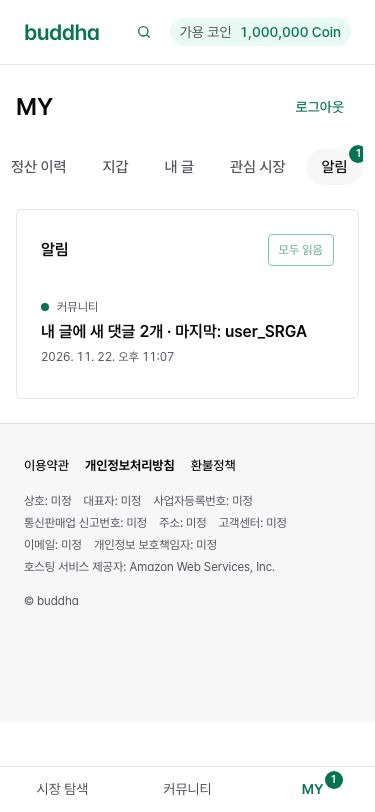 buddha
가용 코인 1,000,000 Coin
MY
로그아웃
정산 이력 지갑 내 글 관심 시장 알림 1
알림
모두 읽음
커뮤니티
내 글에 새 댓글 2개 · 마지막: user_SRGA
2026. 11. 22. 오후 11:07
이용약관 개인정보처리방침 환불정책
상호: 미정 대표자: 미정 사업자등록번호: 미정
통신판매업 신고번호: 미정 주소: 미정 고객센터: 미정
이메일: 미정 개인정보 보호책임자: 미정
호스팅 서비스 제공자: Amazon Web Services, Inc.
© buddha
시장 탐색 커뮤니티 MY 1